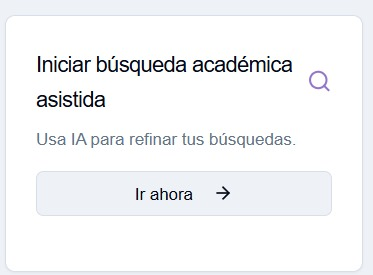 Iniciar búsqueda académica
asistida
Usa IA para refinar tus búsquedas.
Ir ahora →